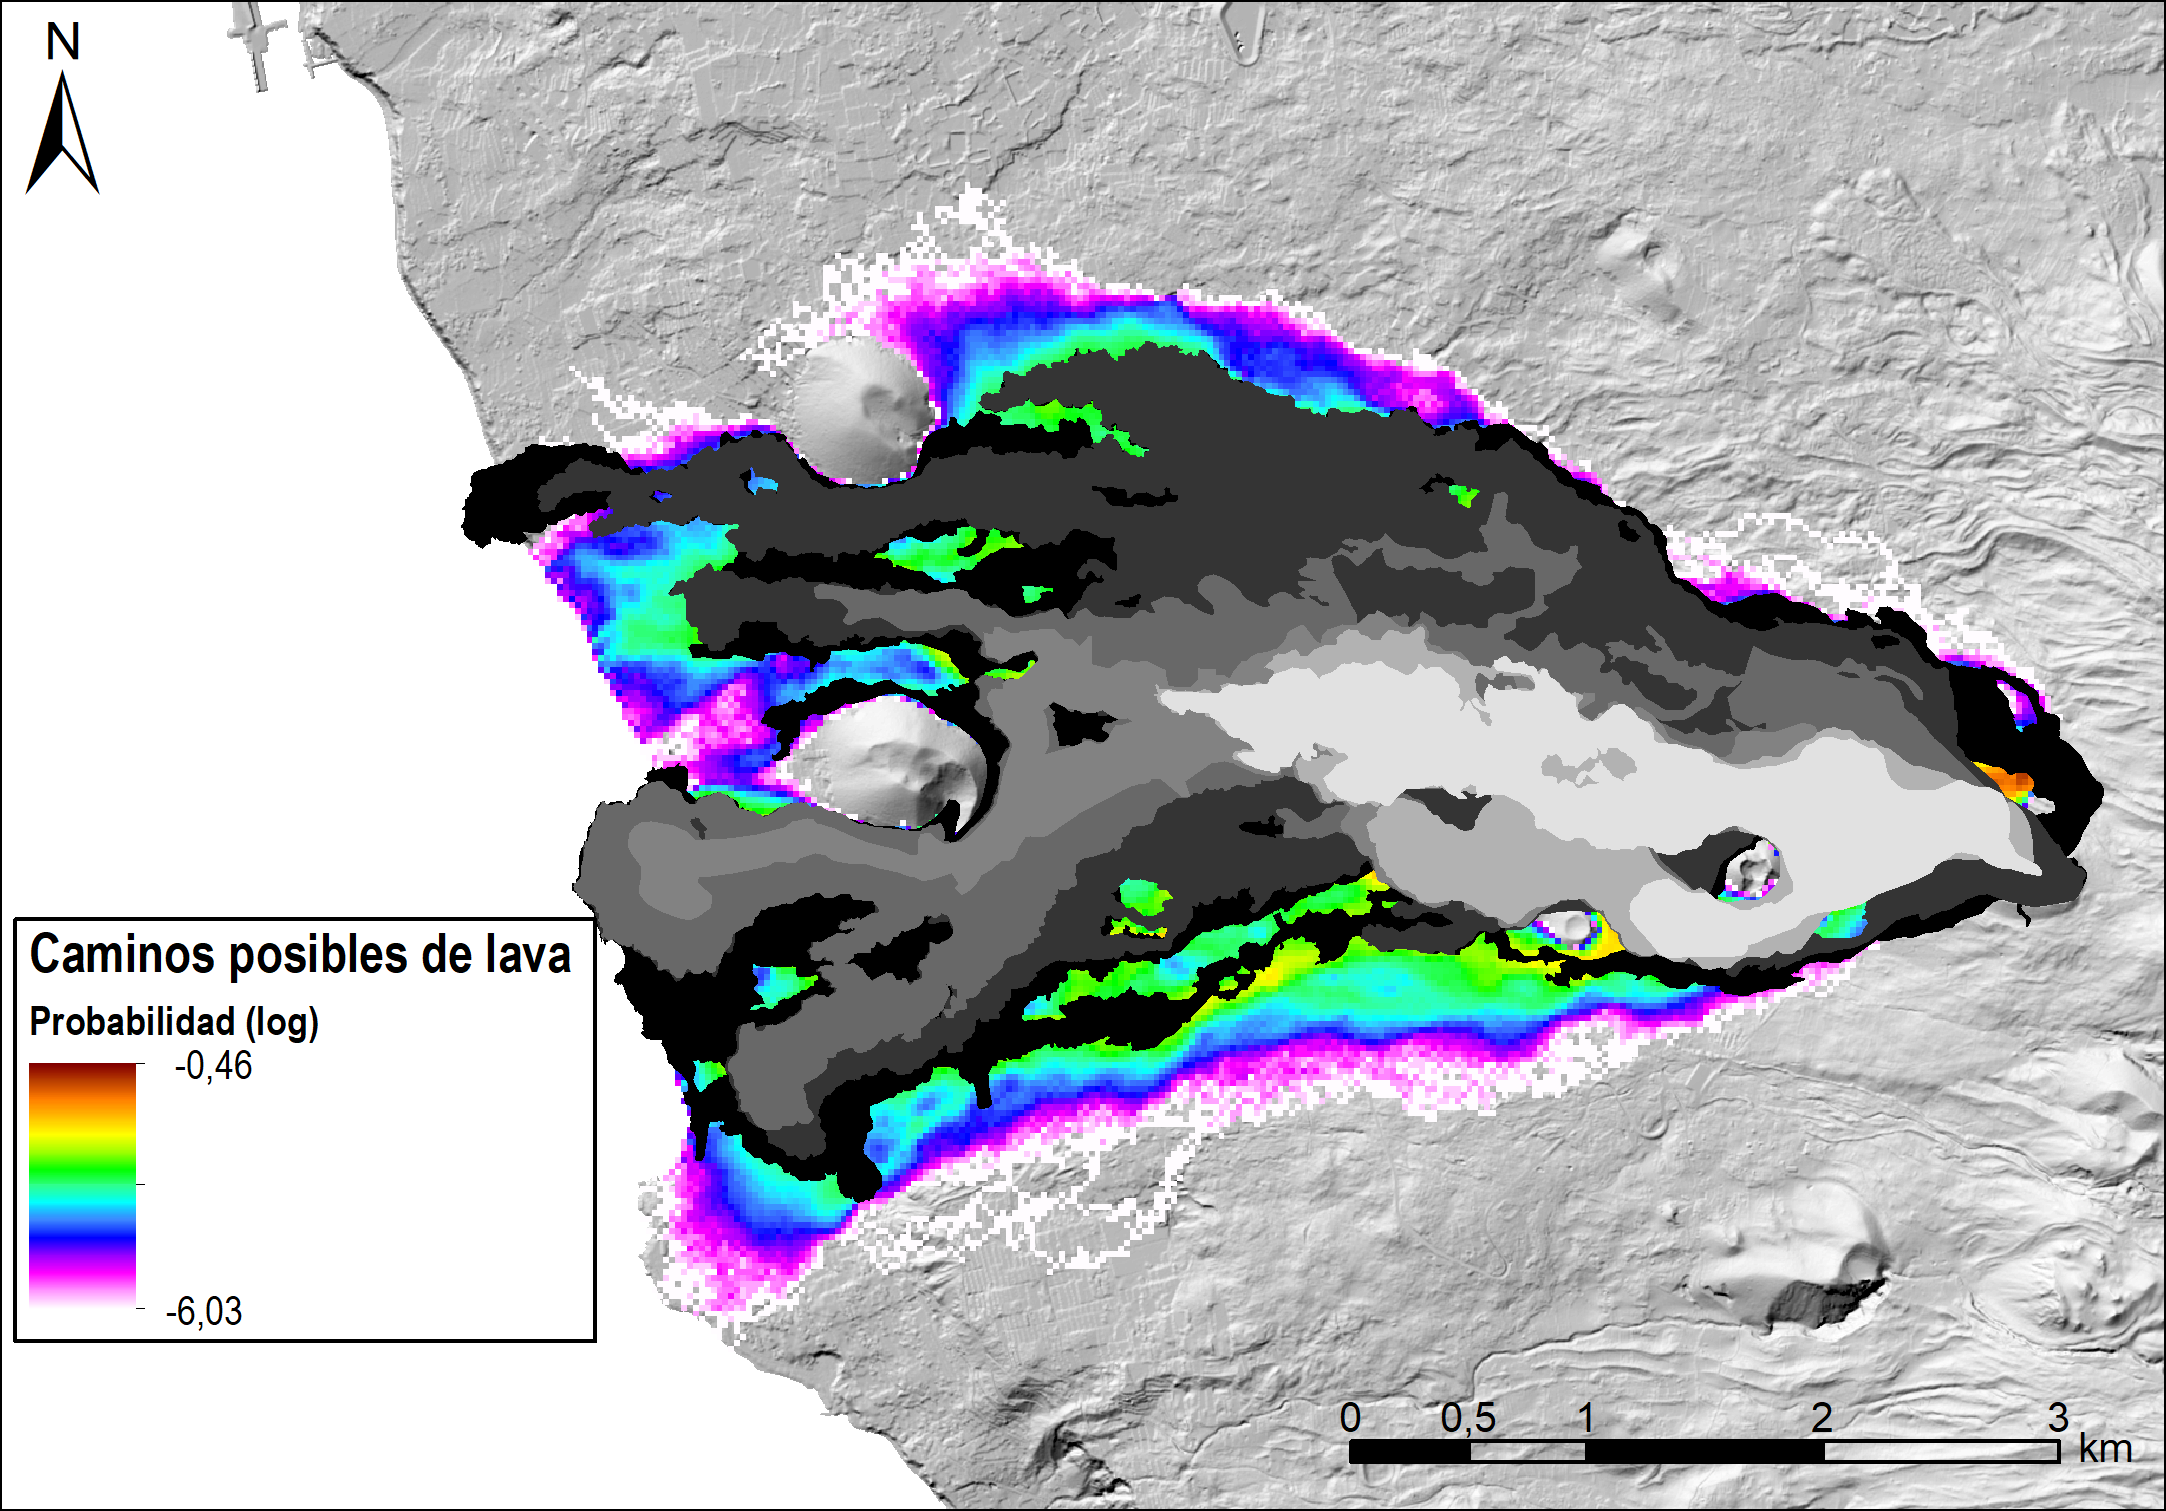 N
Caminos posibles de lava
Probabilidad (log)
-0,46
-6,03
0 0,5 1 2 3
km